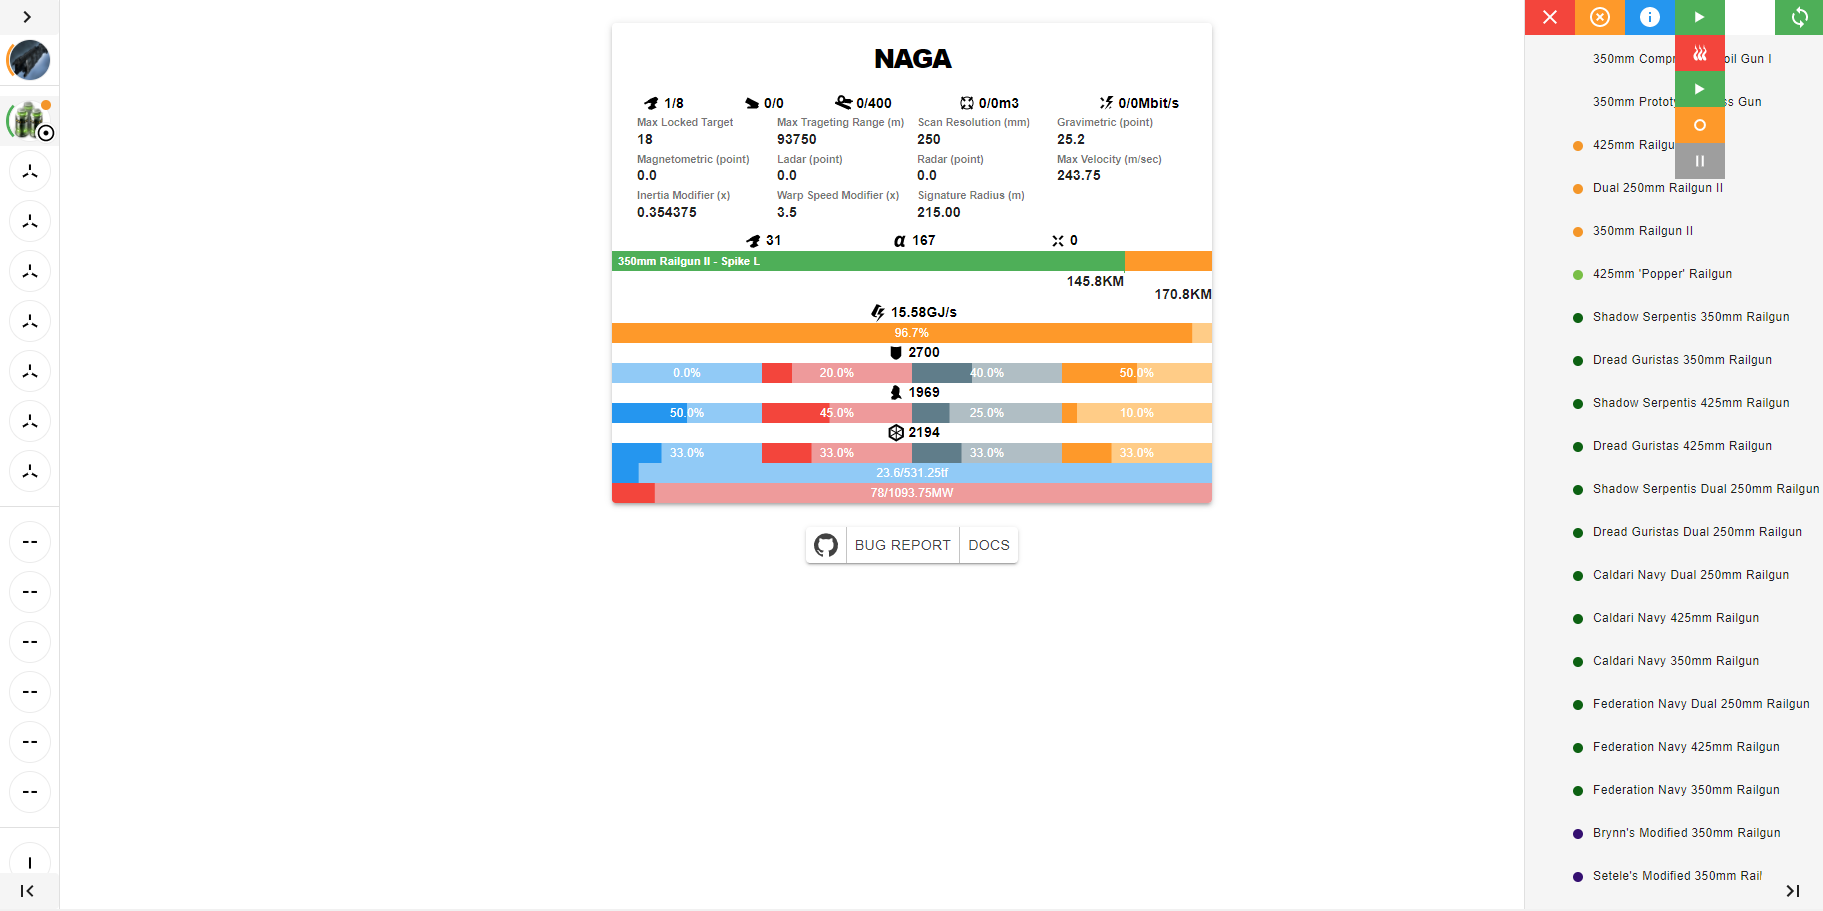 NAGA
1/8
0/0
0/400
0/0m3
0/0Mbit/s
Max Locked Target
18
Max Trageting Range (m)
93750
Scan Resolution (mm)
250
Gravimetric (point)
25.2
Magnetometric (point)
0.0
Ladar (point)
0.0
Radar (point)
0.0
Max Velocity (m/sec)
243.75
Inertia Modifier (x)
0.354375
Warp Speed Modifier (x)
3.5
Signature Radius (m)
215.00
31
α 167
0
350mm Railgun II - Spike L
145.8KM
170.8KM
15.58GJ/s
96.7%
2700
0.0%
20.0%
40.0%
50.0%
1969
50.0%
45.0%
25.0%
10.0%
2194
33.0%
33.0%
33.0%
33.0%
23.6/531.25tf
78/1093.75MW
BUG REPORT
DOCS
350mm Compr oil Gun I
350mm Prototy ss Gun
425mm Railgu
Dual 250mm Railgun II
350mm Railgun II
425mm 'Popper' Railgun
Shadow Serpentis 350mm Railgun
Dread Guristas 350mm Railgun
Shadow Serpentis 425mm Railgun
Dread Guristas 425mm Railgun
Shadow Serpentis Dual 250mm Railgun
Dread Guristas Dual 250mm Railgun
Caldari Navy Dual 250mm Railgun
Caldari Navy 425mm Railgun
Caldari Navy 350mm Railgun
Federation Navy Dual 250mm Railgun
Federation Navy 425mm Railgun
Federation Navy 350mm Railgun
Brynn's Modified 350mm Railgun
Setele's Modified 350mm Rail